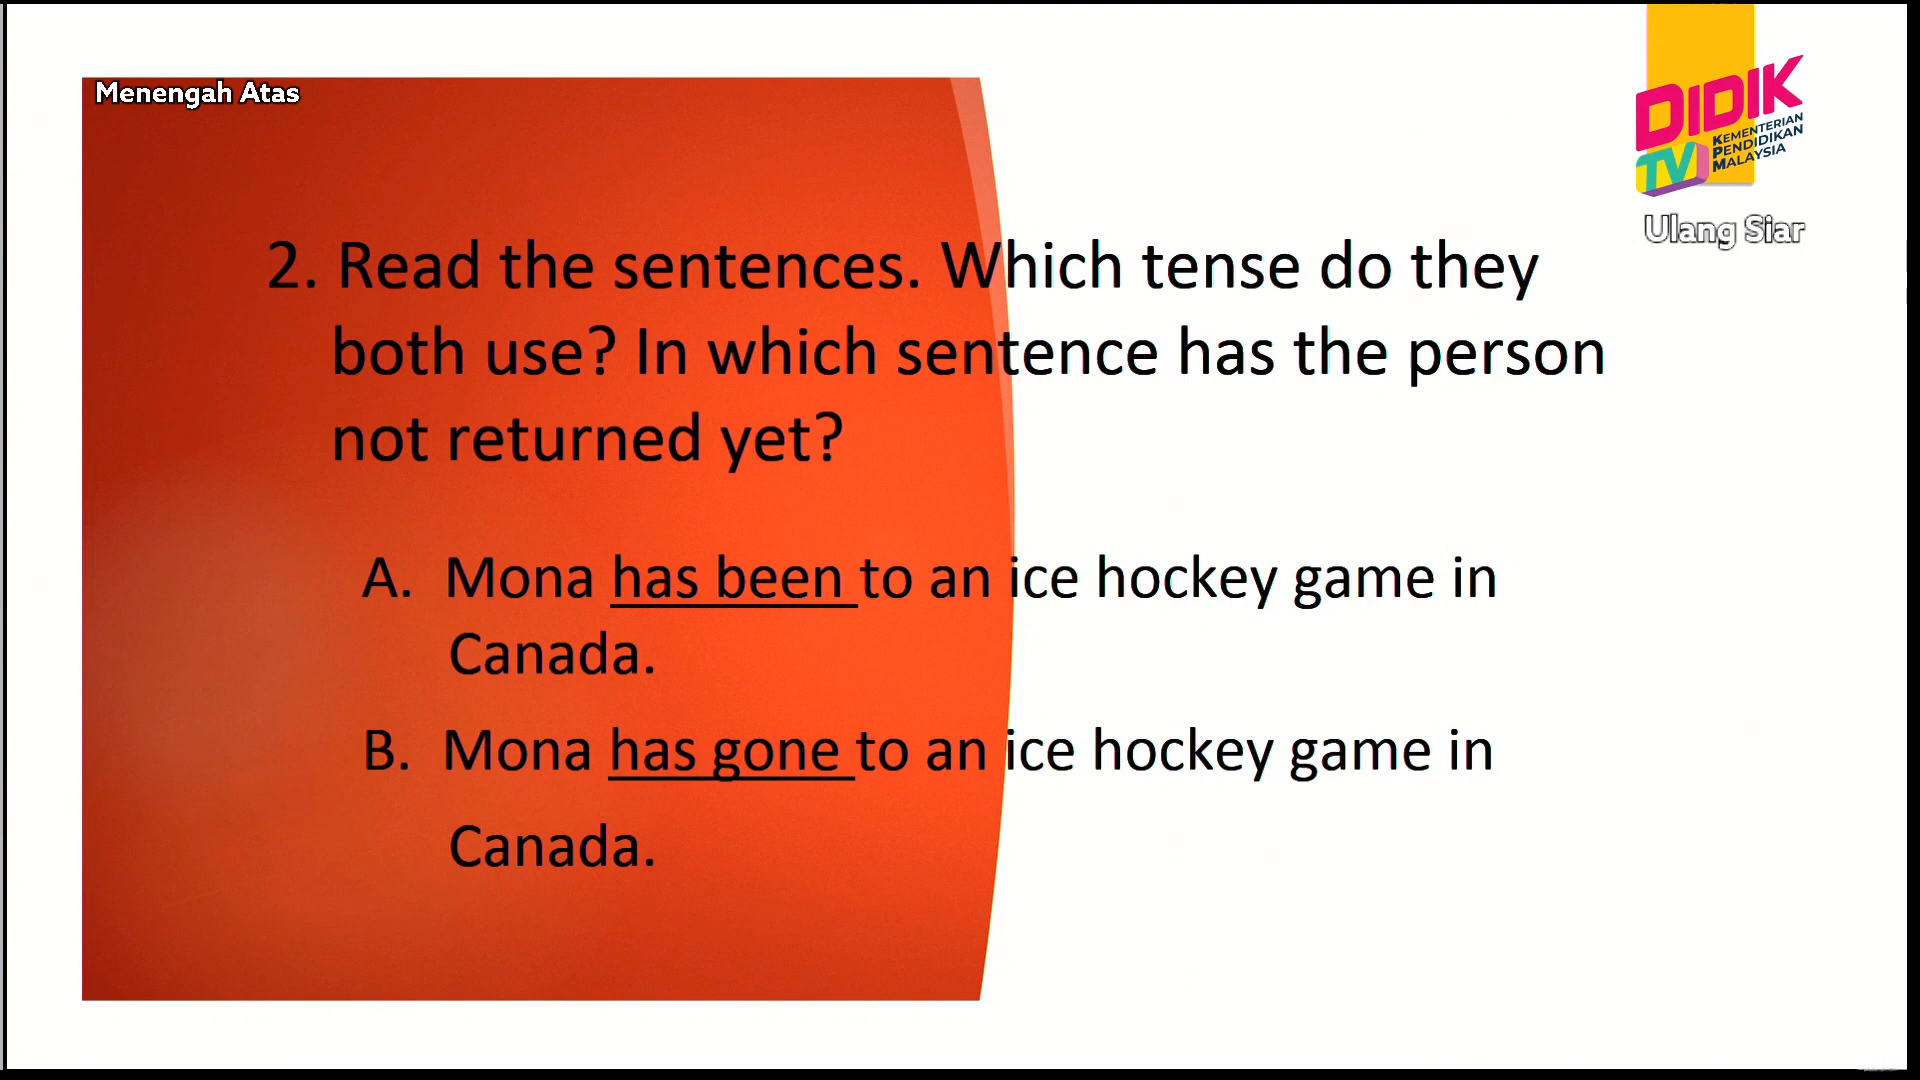 Menengah Atas
DIDIK
TV
KEMENTERIAN
PENDIDIKAN
MALAYSIA
Ulang Siar
2. Read the sentences. Which tense do they
both use? In which sentence has the person
not returned yet?
A. Mona has been to an ice hockey game in
Canada.
B. Mona has gone to an ice hockey game in
Canada.